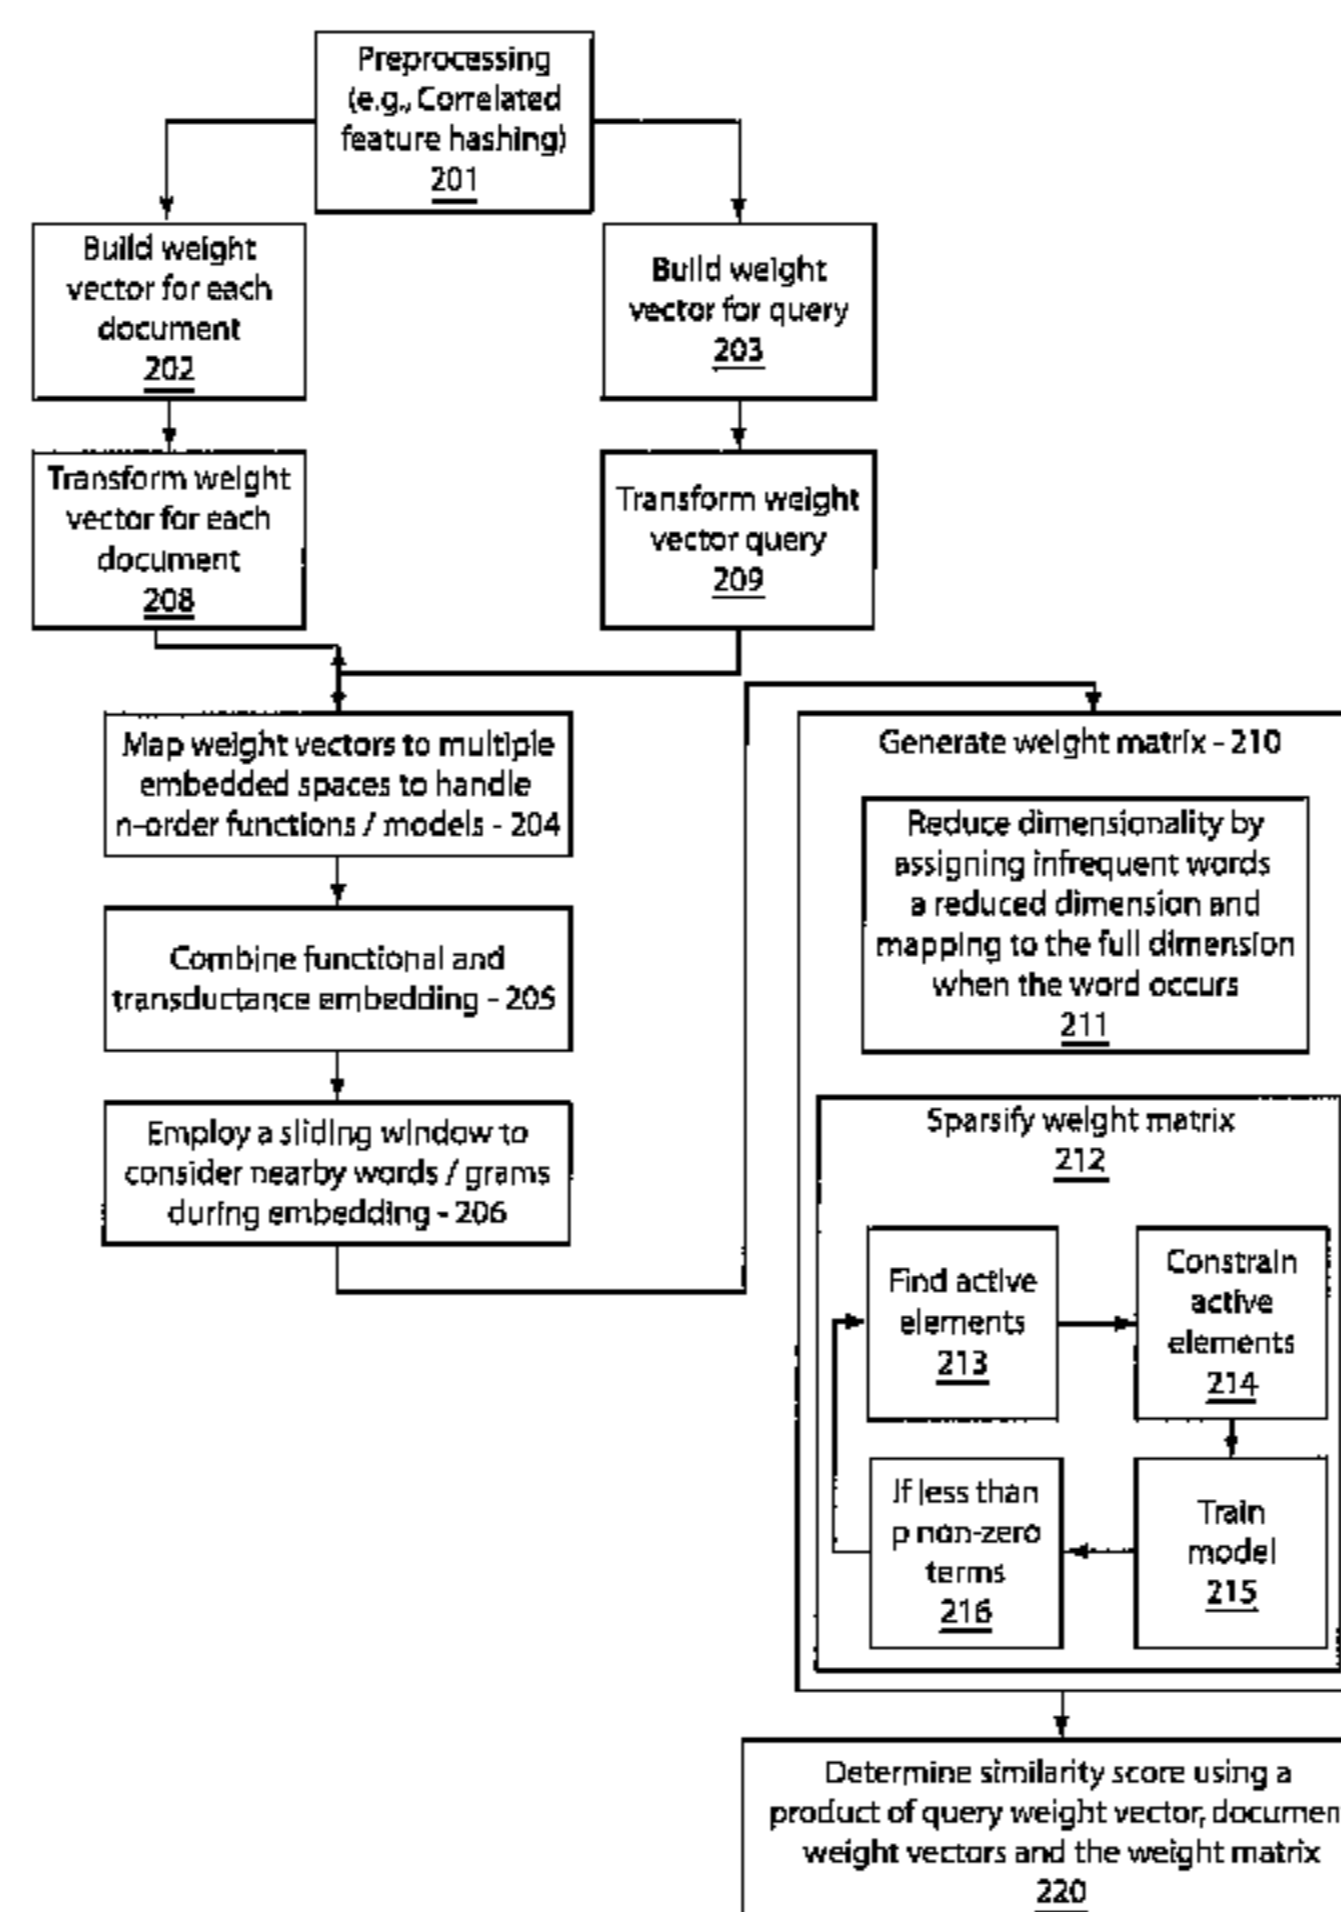 Preprocessing
(e.g., Correlated
feature hashing)
201
Build weight
vector for each
document
202
Build weight
vector for query
203
Transform weight
vector for each
document
208
Transform weight
vector query
209
Map weight vectors to multiple
embedded spaces to handle
n-order functions / models - 204
Combine functional and
transductance embedding - 205
Employ a sliding window to
consider nearby words / grams
during embedding - 206
Generate weight matrix - 210
Reduce dimensionality by
assigning infrequent words
a reduced dimension and
mapping to the full dimension
when the word occurs
211
Sparsify weight matrix
212
Find active
elements
213
Constrain
active
elements
214
If less than
p non-zero
terms
216
Train
model
215
Determine similarity score using a
product of query weight vector, documen
weight vectors and the weight matrix
220